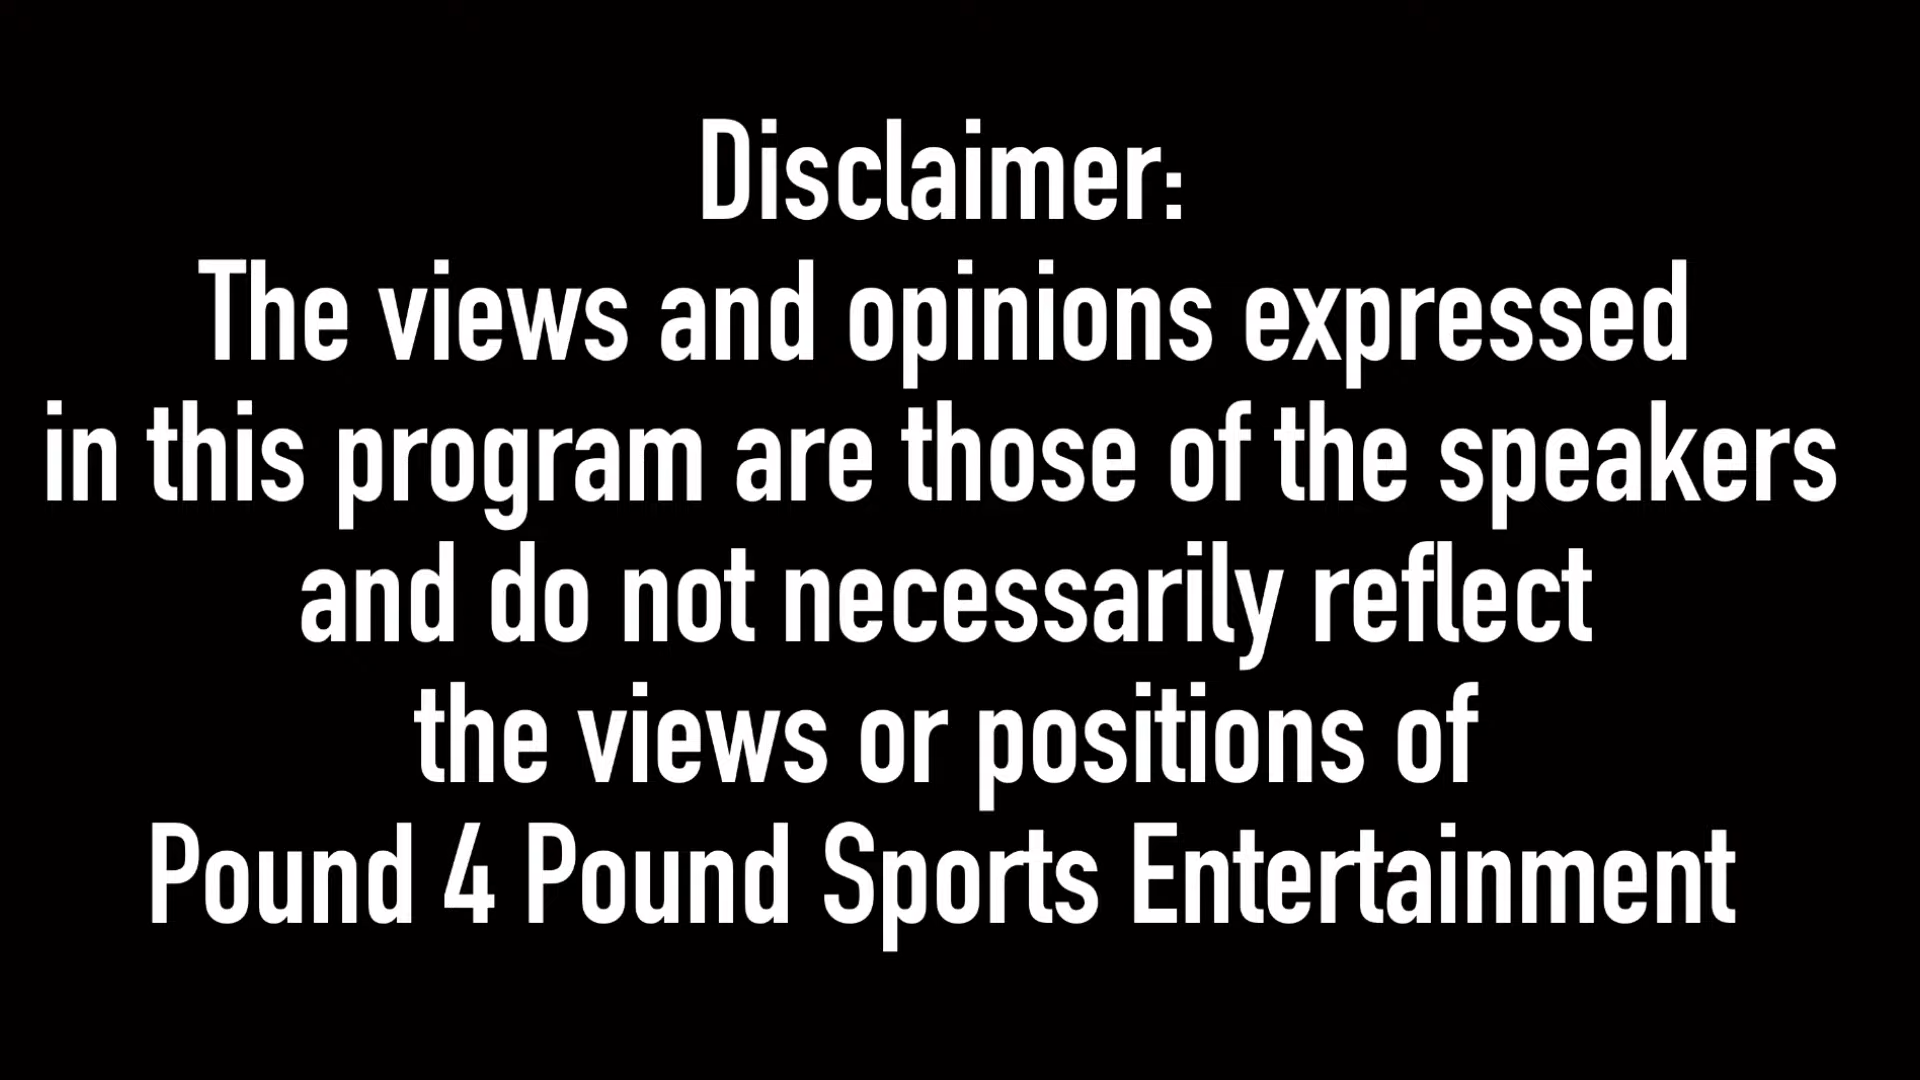 Disclaimer:
The views and opinions expressed
in this program are those of the speakers
and do not necessarily reflect
the views or positions of
Pound 4 Pound Sports Entertainment